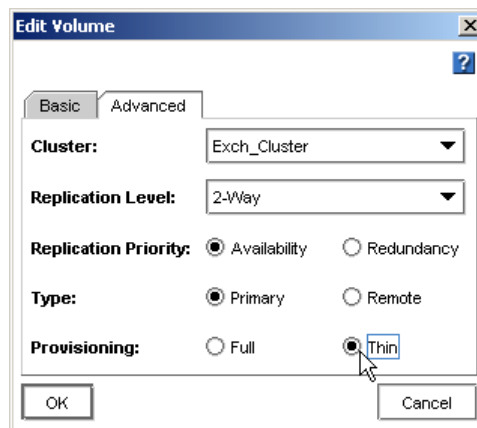 Edit Volume
?
Basic Advanced
Cluster: Exch_Cluster
Replication Level: 2-Way
Replication Priority: Availability Redundancy
Type: Primary Remote
Provisioning: Full Thin
OK Cancel